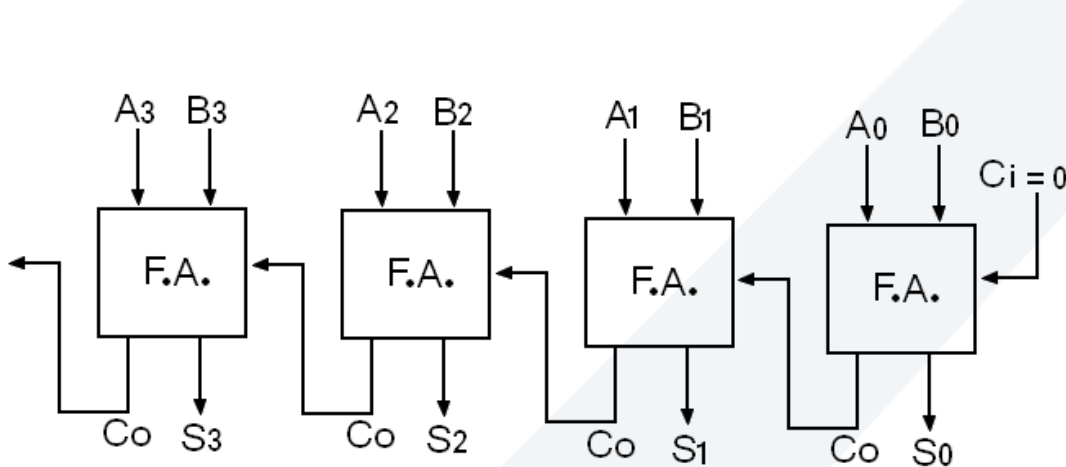 A3 B3 A2 B2 A1 B1 A0 B0
Ci = 0
F.A. F.A. F.A. F.A.
Co S3 Co S2 Co S1 Co S0